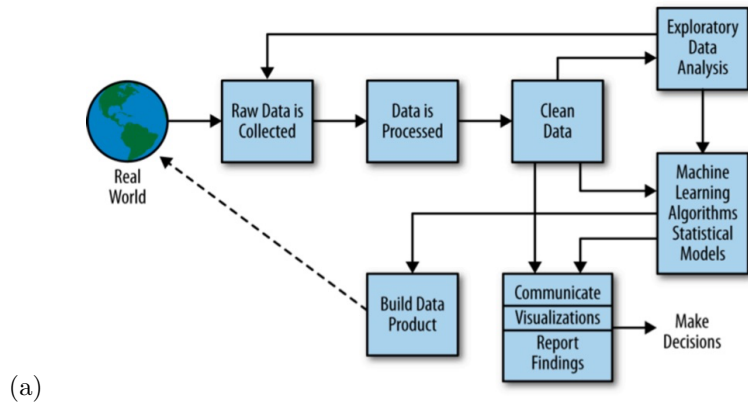 Exploratory
Data
Analysis
Raw Data is
Collected
Data is
Processed
Clean
Data
Real
World
Machine
Learning
Algorithms
Statistical
Models
Build Data
Product
Communicate
Visualizations
Report
Findings
Make
Decisions
(a)